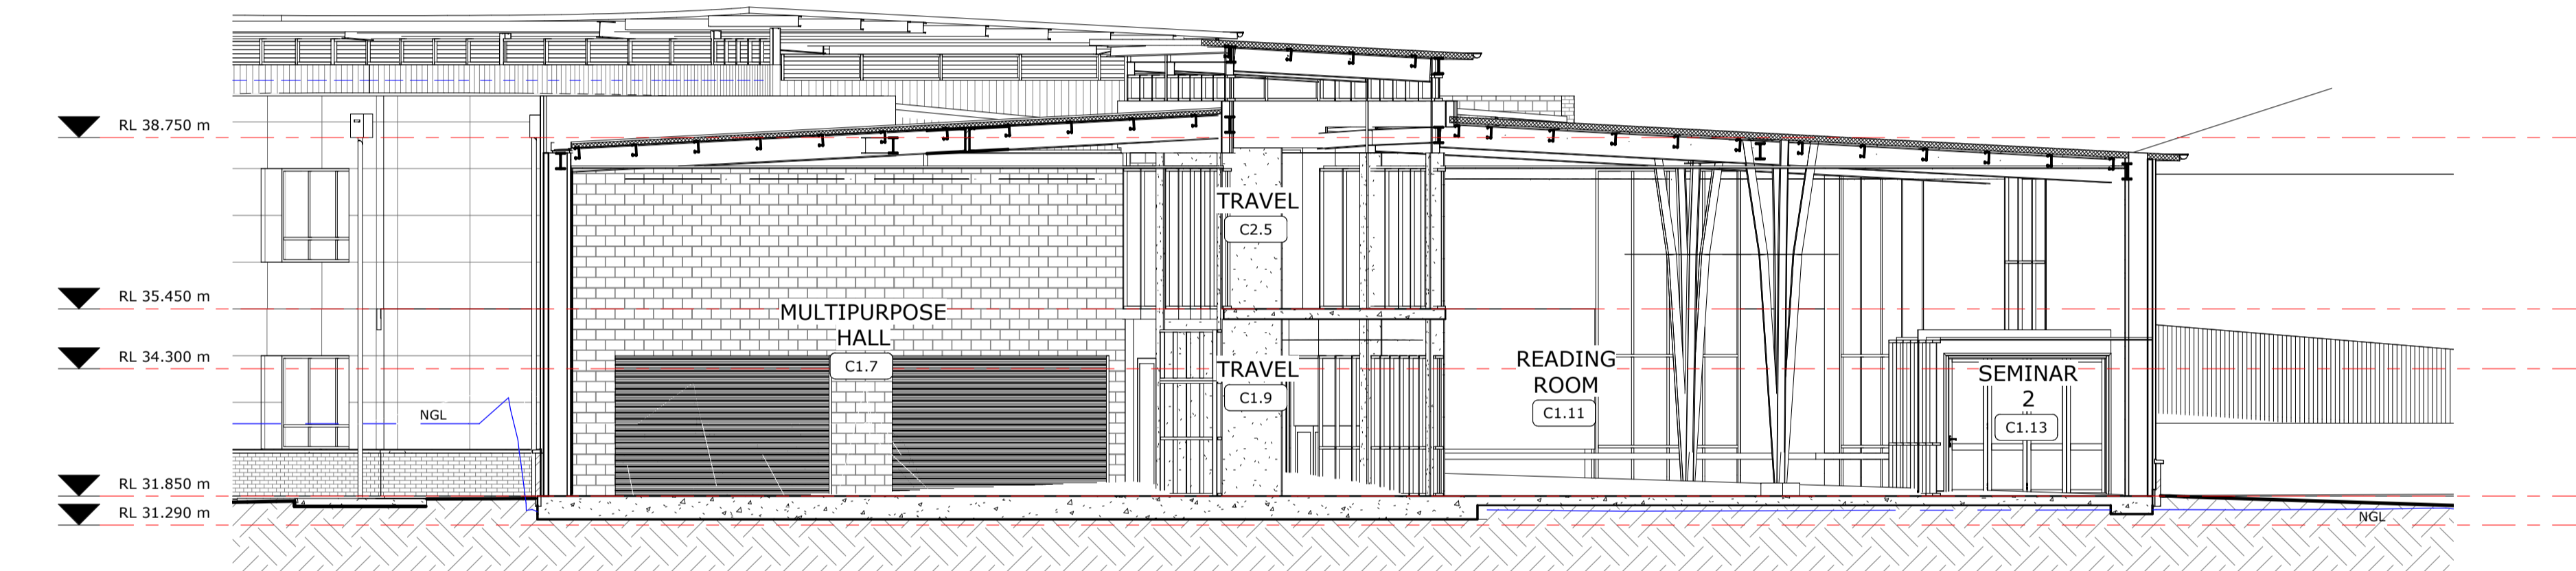 RL 38.750 m
RL 35.450 m
RL 34.300 m
RL 31.850 m
RL 31.290 m
NGL
MULTIPURPOSE
HALL
C1.7
TRAVEL
C2.5
TRAVEL
C1.9
READING
ROOM
C1.11
SEMINAR
2
C1.13
NGL